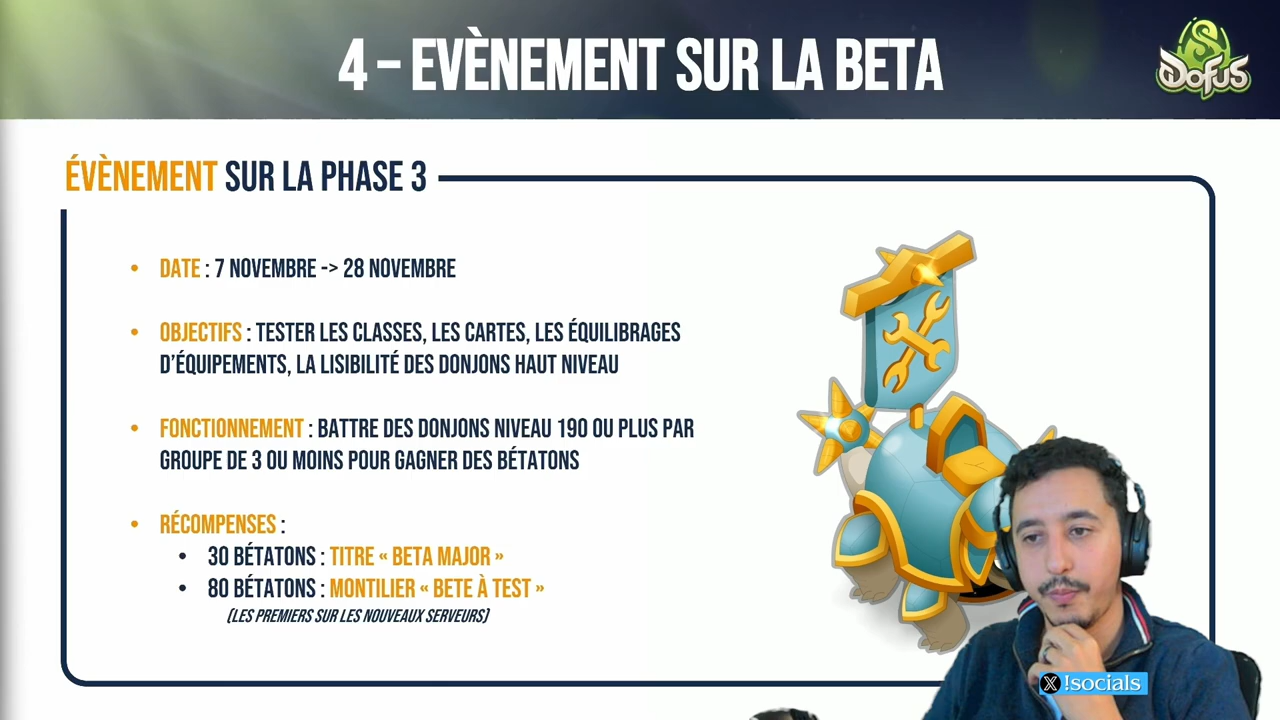 4 – EVÈNEMENT SUR LA BETA
DOFUS
ÉVÈNEMENT SUR LA PHASE 3
• DATE : 7 NOVEMBRE -> 28 NOVEMBRE
• OBJECTIFS : TESTER LES CLASSES, LES CARTES, LES ÉQUILIBRAGES
D'ÉQUIPEMENTS, LA LISIBILITÉ DES DONJONS HAUT NIVEAU
• FONCTIONNEMENT : BATTRE DES DONJONS NIVEAU 190 OU PLUS PAR
GROUPE DE 3 OU MOINS POUR GAGNER DES BÉTATONS
• RÉCOMPENSES :
• 30 BÉTATONS : TITRE « BETA MAJOR »
• 80 BÉTATONS : MONTILIER « BETE À TEST »
(LES PREMIERS SUR LES NOUVEAUX SERVEURS)
X !socials